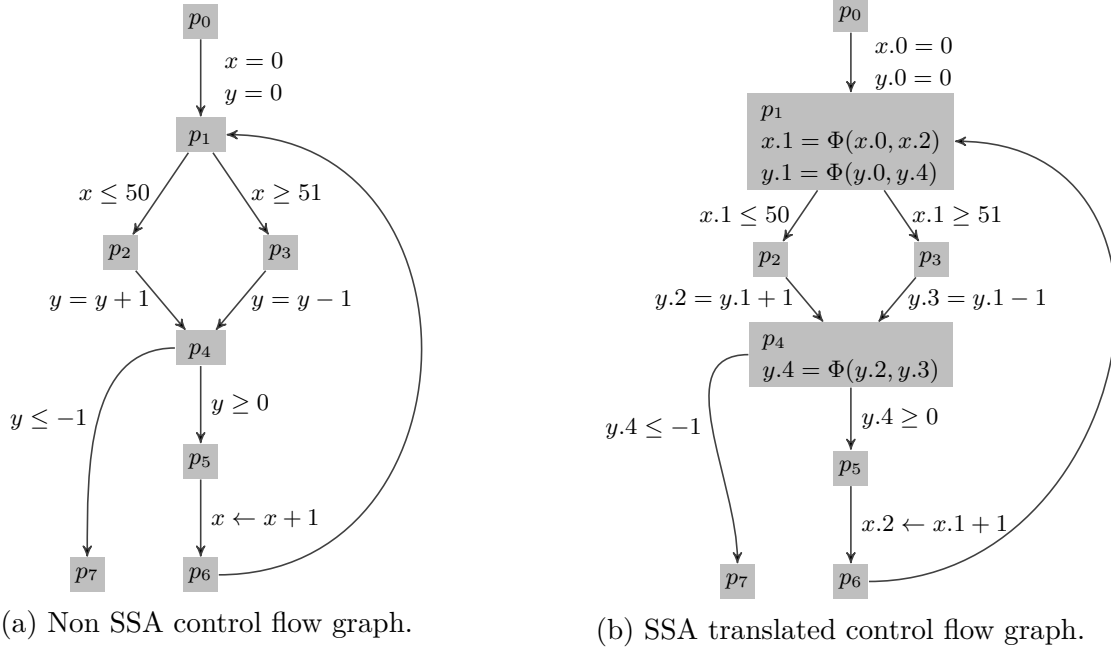 p₀
x = 0
y = 0
p₁
x ≤ 50
x ≥ 51
p₂
p₃
y = y + 1
y = y − 1
p₄
y ≤ −1
y ≥ 0
p₅
x ← x + 1
p₇
p₆
(a) Non SSA control flow graph.
p₀
x.0 = 0
y.0 = 0
p₁
x.1 = Φ(x.0, x.2)
y.1 = Φ(y.0, y.4)
x.1 ≤ 50
x.1 ≥ 51
p₂
p₃
y.2 = y.1 + 1
y.3 = y.1 − 1
p₄
y.4 = Φ(y.2, y.3)
y.4 ≤ −1
y.4 ≥ 0
p₅
x.2 ← x.1 + 1
p₇
p₆
(b) SSA translated control flow graph.